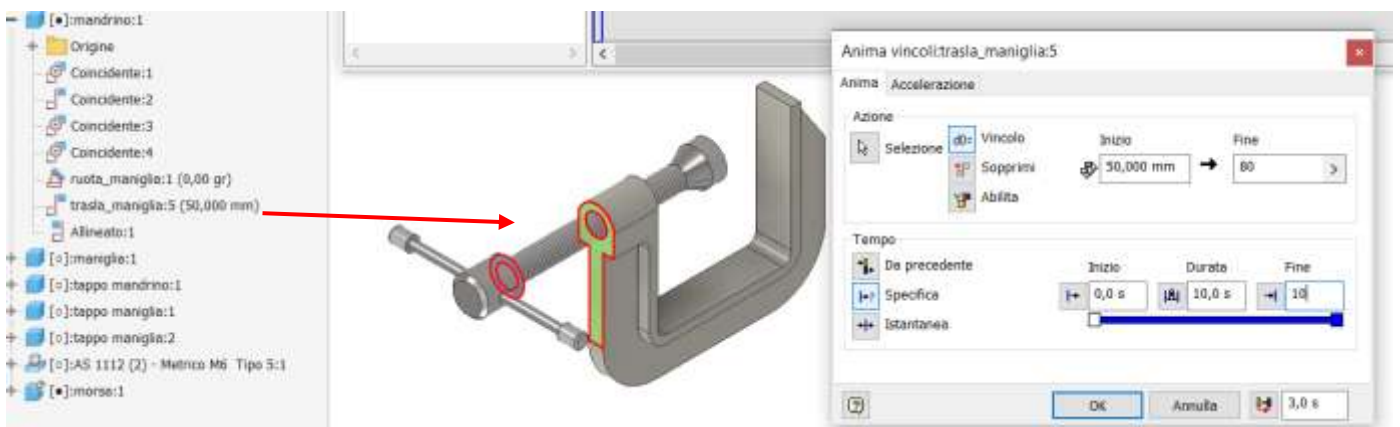 [•]:mandrino:1
Origine
Coincidente:1
Coincidente:2
Coincidente:3
Coincidente:4
ruota_maniglia:1 (0,00 gr)
trasla_maniglia:5 (50,000 mm)
Allineato:1
[○]:maniglia:1
[○]:tappo mandrino:1
[○]:tappo maniglia:1
[○]:tappo maniglia:2
[○]:AS 1112 (2) - Metrico M6 Tipo 5:1
[•]:morsa:1
Anima vincoli:trasla_maniglia:5
Anima Accelerazione
Azione
Selezione
Vincolo
Sopprimi
Abilita
Inizio Fine
50,000 mm 80
Tempo
Da precedente
Specifica
Istantanea
Inizio Durata Fine
0,0 s 10,0 s 10
OK Annulla 3,0 s